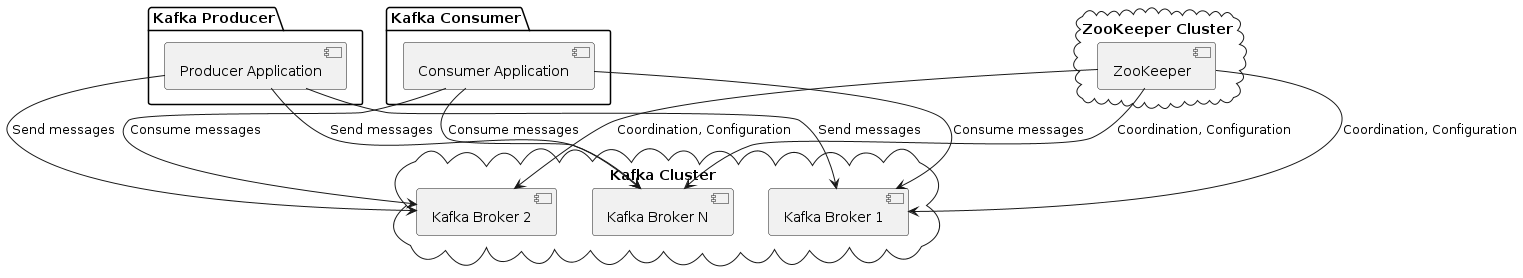 Kafka Producer
Kafka Consumer
ZooKeeper Cluster
Producer Application
Consumer Application
ZooKeeper
Send messages
Consume messages
Send messages
Consume messages
Coordination, Configuration
Send messages
Consume messages
Coordination, Configuration
Coordination, Configuration
Kafka Cluster
Kafka Broker 2
Kafka Broker N
Kafka Broker 1